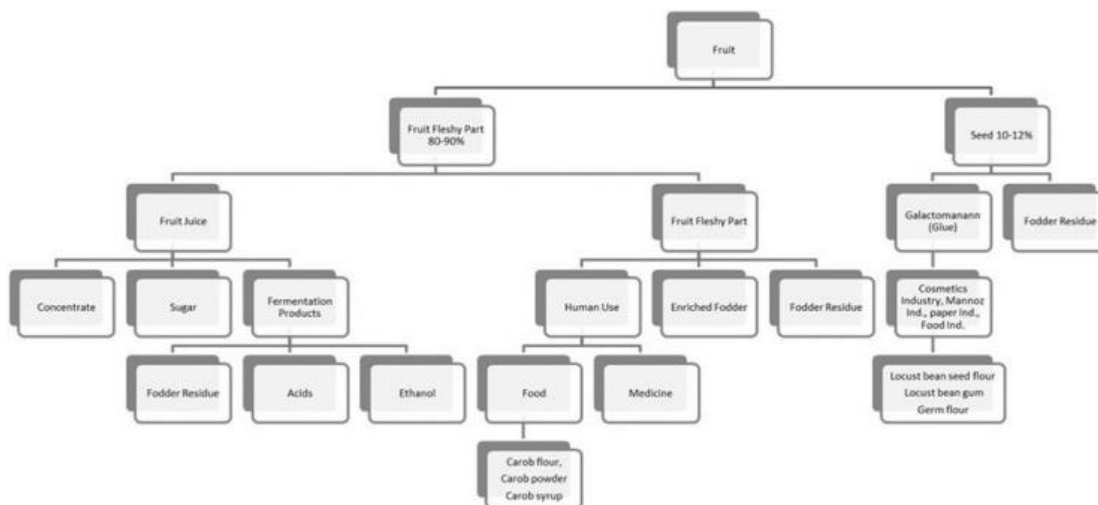 Fruit
Fruit Fleshy Part
80-90%
Seed 10-12%
Fruit Juice
Fruit Fleshy Part
Galactomanann
(Glue)
Fodder Residue
Concentrate
Sugar
Fermentation
Products
Human Use
Enriched Fodder
Fodder Residue
Cosmetics
Industry, Mannoz
Ind., paper Ind.,
Food Ind.
Fodder Residue
Acids
Ethanol
Food
Medicine
Locust bean seed flour
Locust bean gum
Germ flour
Carob flour,
Carob powder
Carob syrup